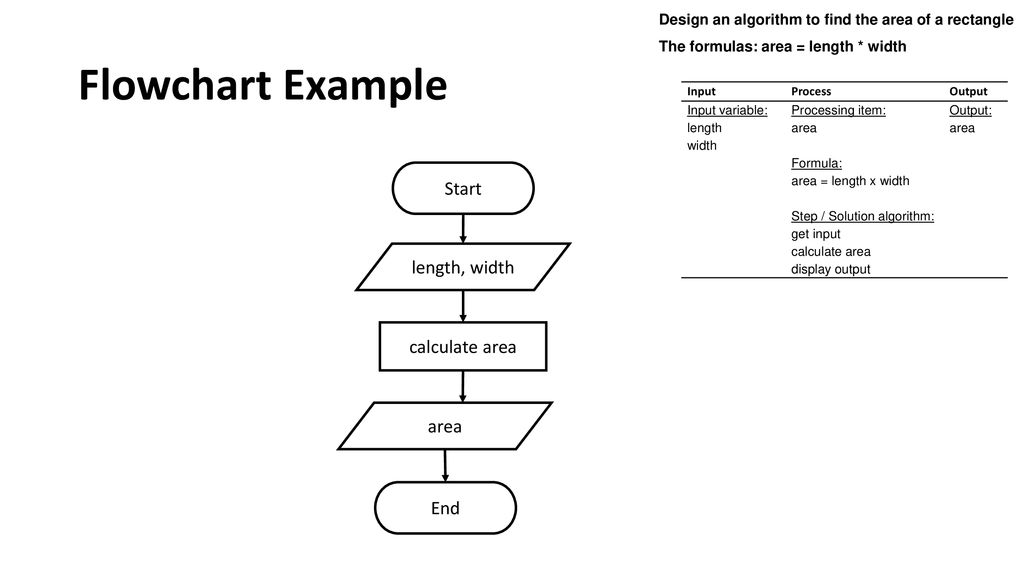 Design an algorithm to find the area of a rectangle
The formulas: area = length * width
Flowchart Example
Input Process Output
Input variable: Processing item: Output:
length area area
width
Formula:
area = length x width
Step / Solution algorithm:
get input
calculate area
display output
Start
length, width
calculate area
area
End